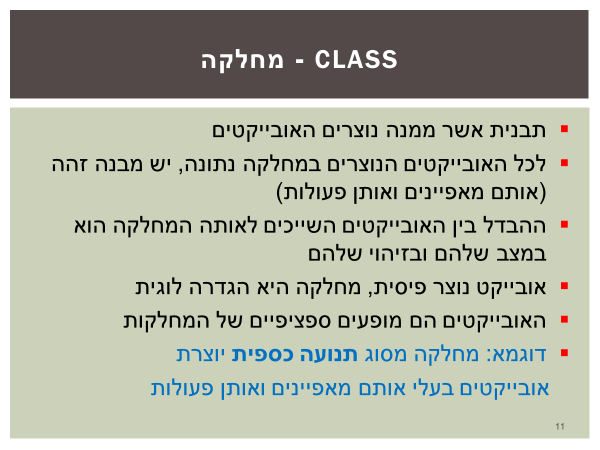 CLASS - מחלקה
תבנית אשר ממנה נוצרים האובייקטים
לכל האובייקטים הנוצרים במחלקה נתונה, יש מבנה זהה
(אותם מאפיינים ואותן פעולות)
ההבדל בין האובייקטים השייכים לאותה המחלקה הוא
במצב שלהם ובזיהוי שלהם
אובייקט נוצר פיסית, מחלקה היא הגדרה לוגית
האובייקטים הם מופעים ספציפיים של המחלקות
דוגמא: מחלקה מסוג תנועה כספית יוצרת
אובייקטים בעלי אותם מאפיינים ואותן פעולות
11